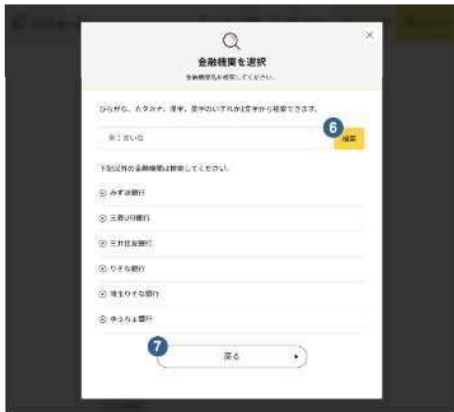 金融機関を選択
金融機関名を検索してください。
ひらがな、カタカナ、漢字、英字のいずれか1文字から検索できます。
例：まいな
6
検索
下記以外の金融機関は検索してください。
みずほ銀行
三菱UFJ銀行
三井住友銀行
りそな銀行
埼玉りそな銀行
ゆうちょ銀行
7
戻る